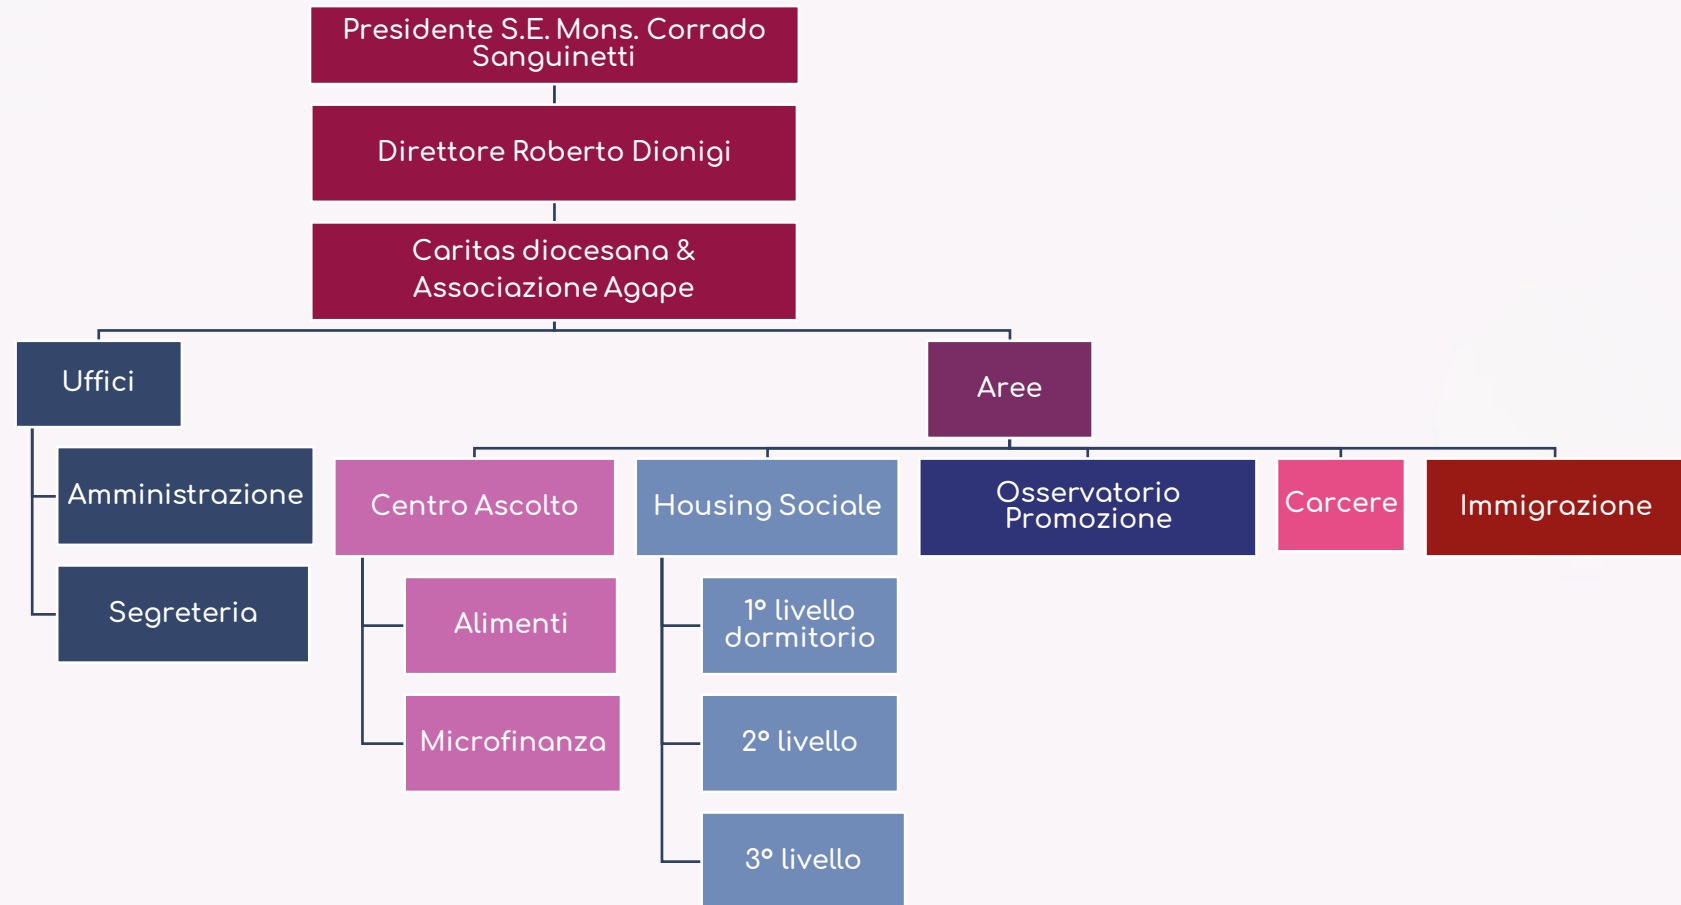 Presidente S.E. Mons. Corrado
Sanguinetti
Direttore Roberto Dionigi
Caritas diocesana &
Associazione Agape
Uffici
Aree
Amministrazione
Segreteria
Centro Ascolto
Alimenti
Microfinanza
Housing Sociale
1° livello
dormitorio
2° livello
3° livello
Osservatorio
Promozione
Carcere
Immigrazione